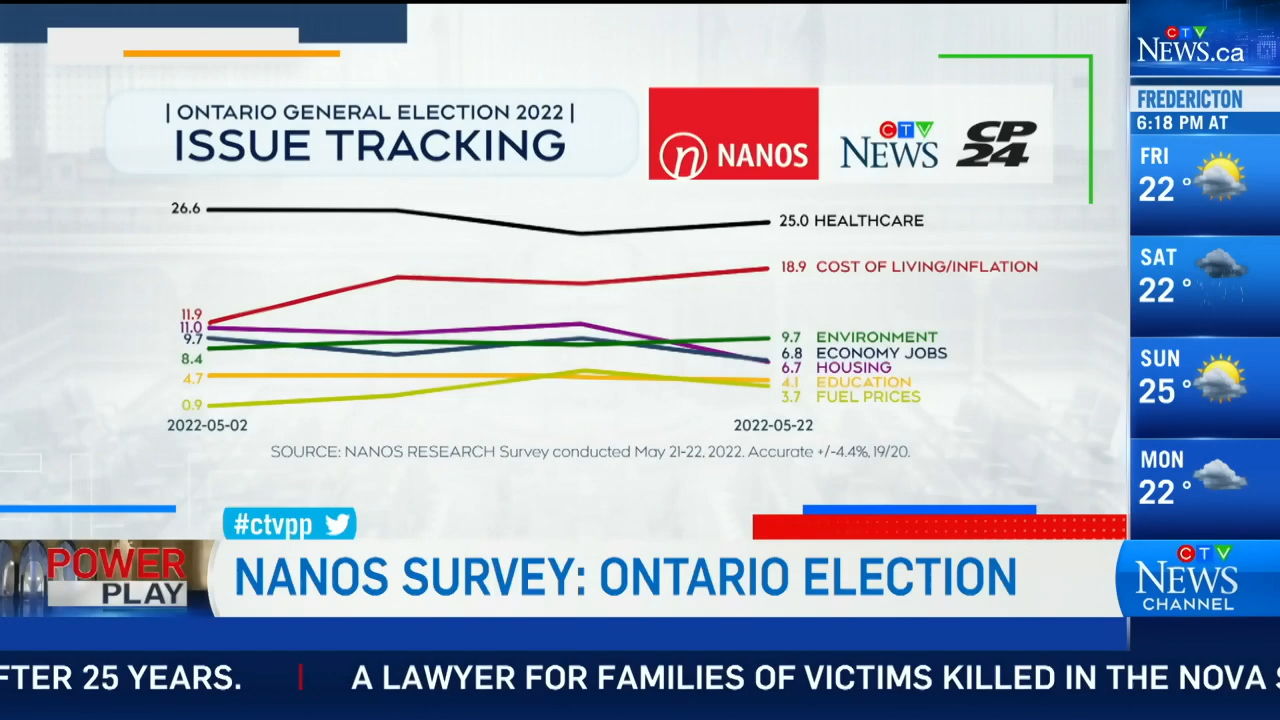 | ONTARIO GENERAL ELECTION 2022 |
ISSUE TRACKING
n NANOS
CTV
NEWS
CP
24
26.6
25.0 HEALTHCARE
18.9 COST OF LIVING/INFLATION
11.9
11.0
9.7
8.4
4.7
0.9
9.7 ENVIRONMENT
6.8 ECONOMY JOBS
6.7 HOUSING
4.1 EDUCATION
3.7 FUEL PRICES
2022-05-02
2022-05-22
SOURCE: NANOS RESEARCH Survey conducted May 21-22, 2022. Accurate +/-4.4%, 19/20.
CTV
NEWS.ca
FREDERICTON
6:18 PM AT
FRI
22°
SAT
22°
SUN
25°
MON
22°
#ctvpp
POWER
PLAY
NANOS SURVEY: ONTARIO ELECTION
CTV
NEWS
CHANNEL
FTER 25 YEARS. | A LAWYER FOR FAMILIES OF VICTIMS KILLED IN THE NOVA S